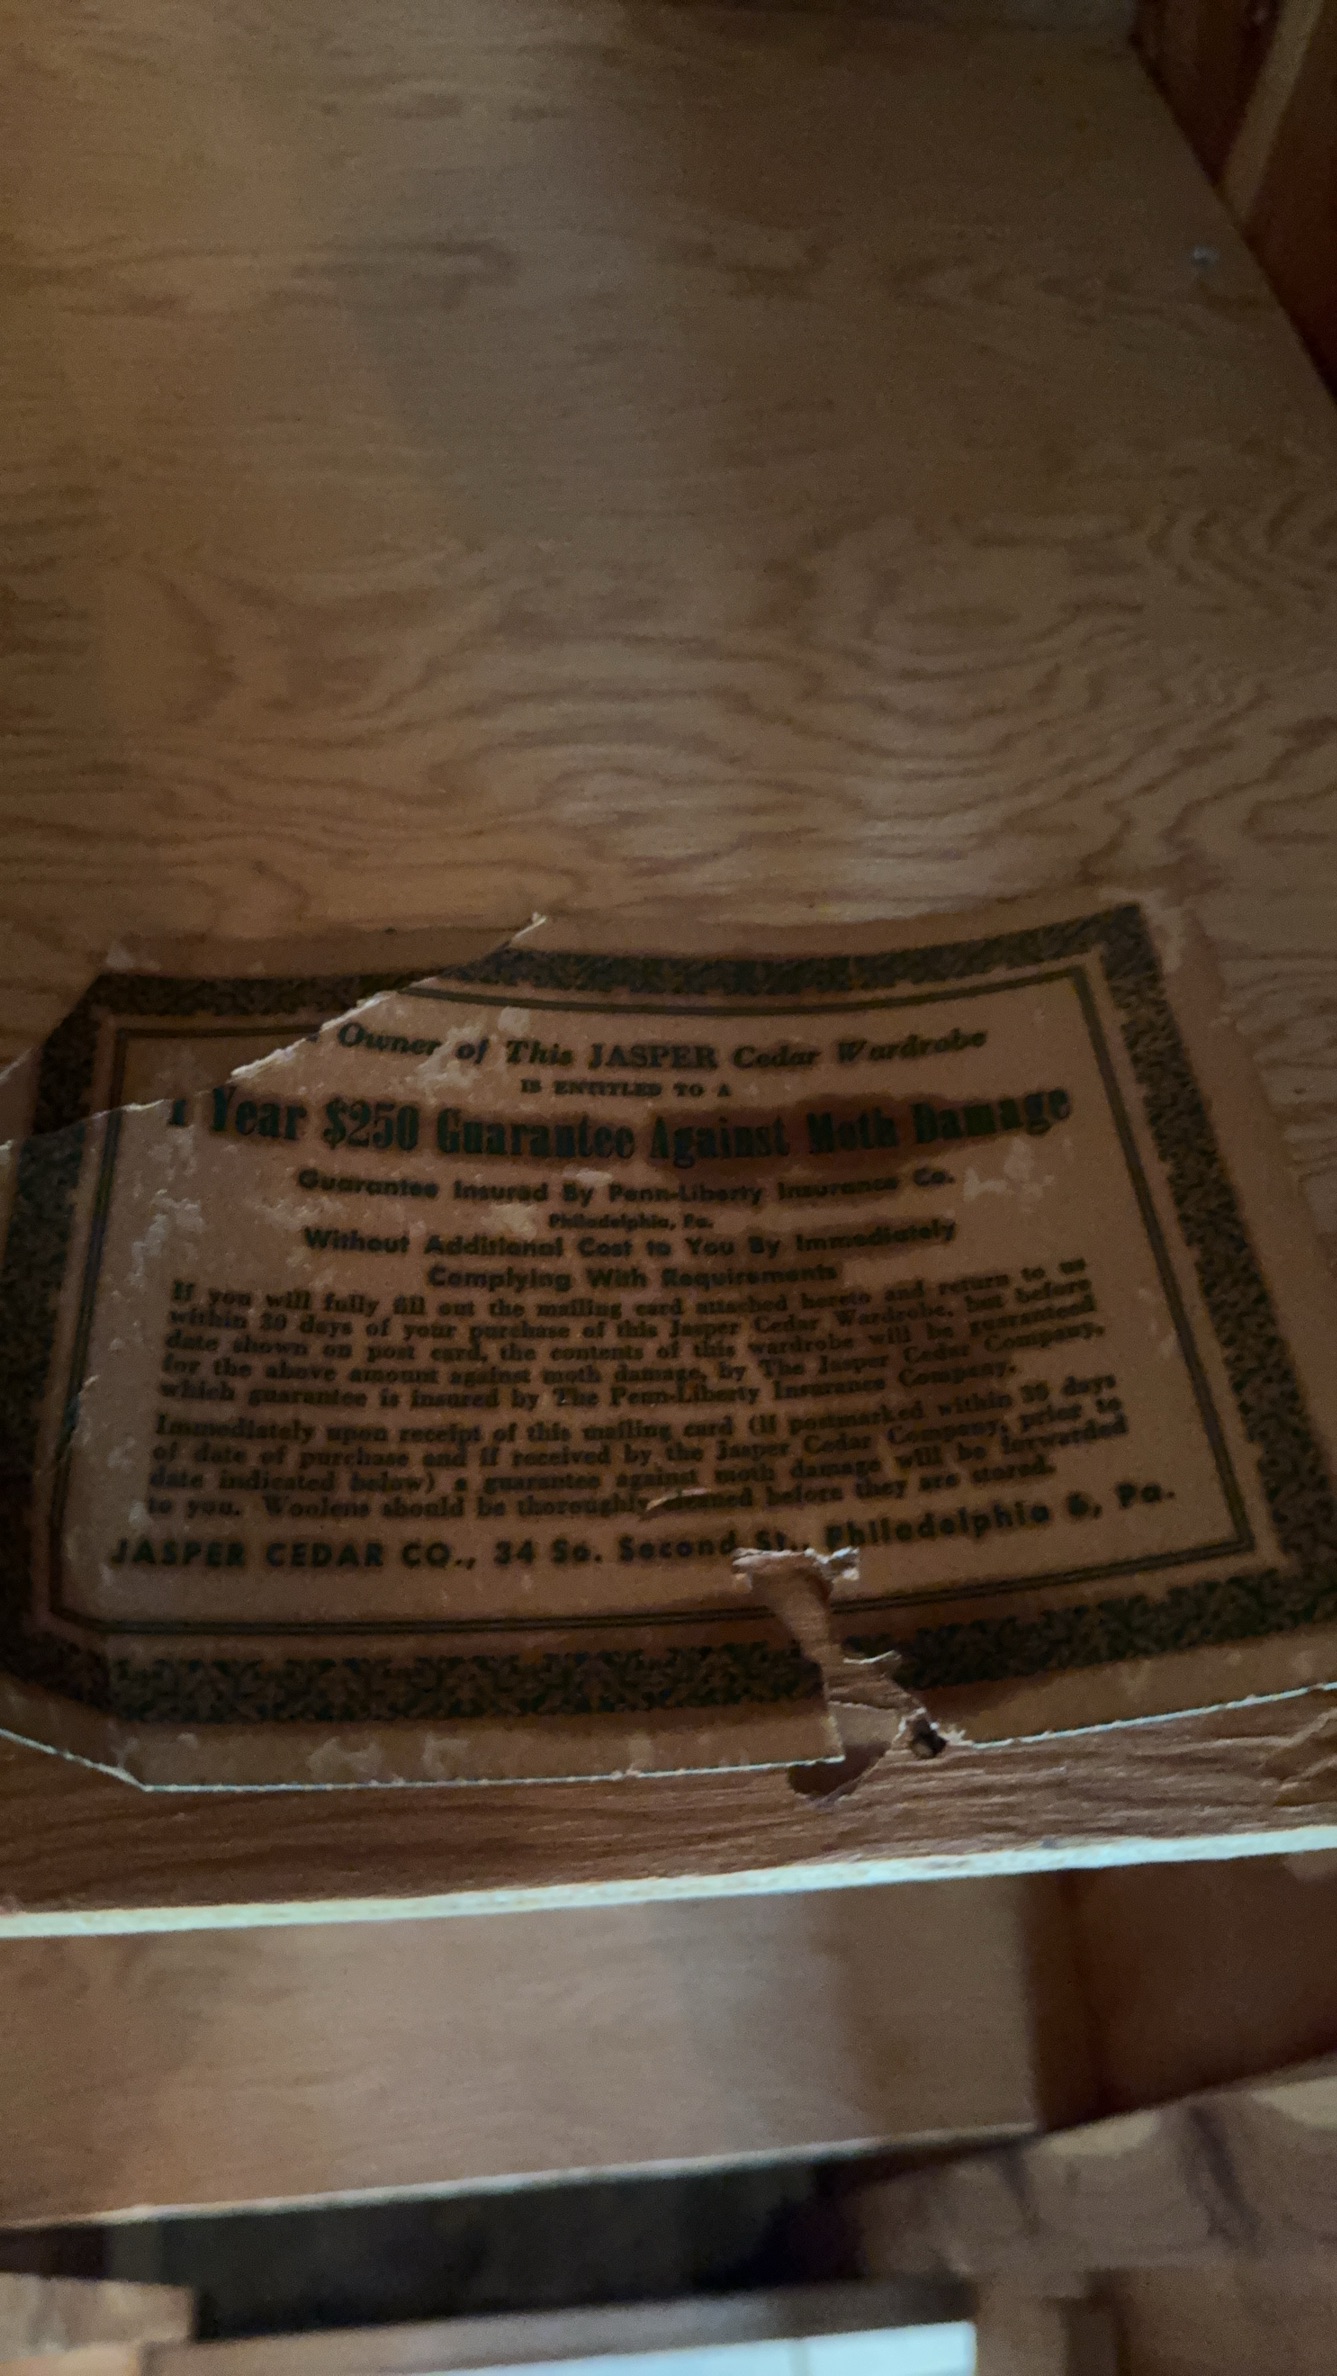 Owner of This JASPER Cedar Wardrobe
IS ENTITLED TO A
1 Year $250 Guarantee Against Moth Damage
Guarantee Insured By Penn-Liberty Insurance Co.
Philadelphia, Pa.
Without Additional Cost to You By Immediately
Complying With Requirements
If you will fully fill out the mailing card attached hereto and return to us
within 30 days of your purchase of this Jasper Cedar Wardrobe, but before
date shown on post card, the contents of this wardrobe will be guaranteed
for the above amount against moth damage, by The Jasper Cedar Company,
which guarantee is insured by The Penn-Liberty Insurance Company.
Immediately upon receipt of this mailing card (if postmarked within 35 days
of date of purchase and if received by the Jasper Cedar Company, prior to
date indicated below) a guarantee against moth damage will be forwarded
to you. Woolens should be thoroughly cleaned before they are stored.
JASPER CEDAR CO., 34 So. Second St., Philadelphia 6, Pa.